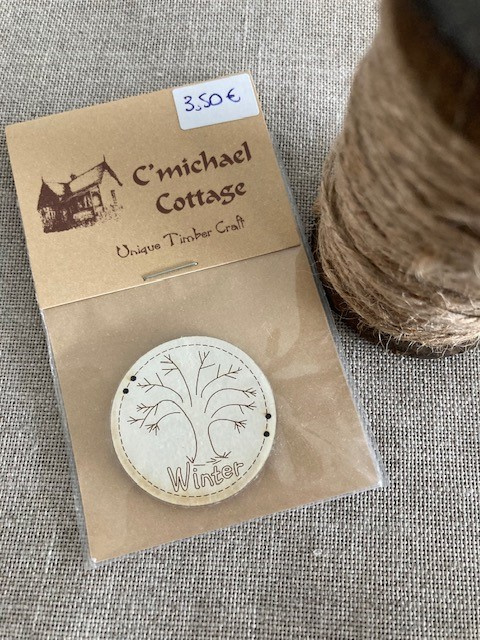 3,50 €
C'michael
Cottage
Unique Timber Craft
Winter